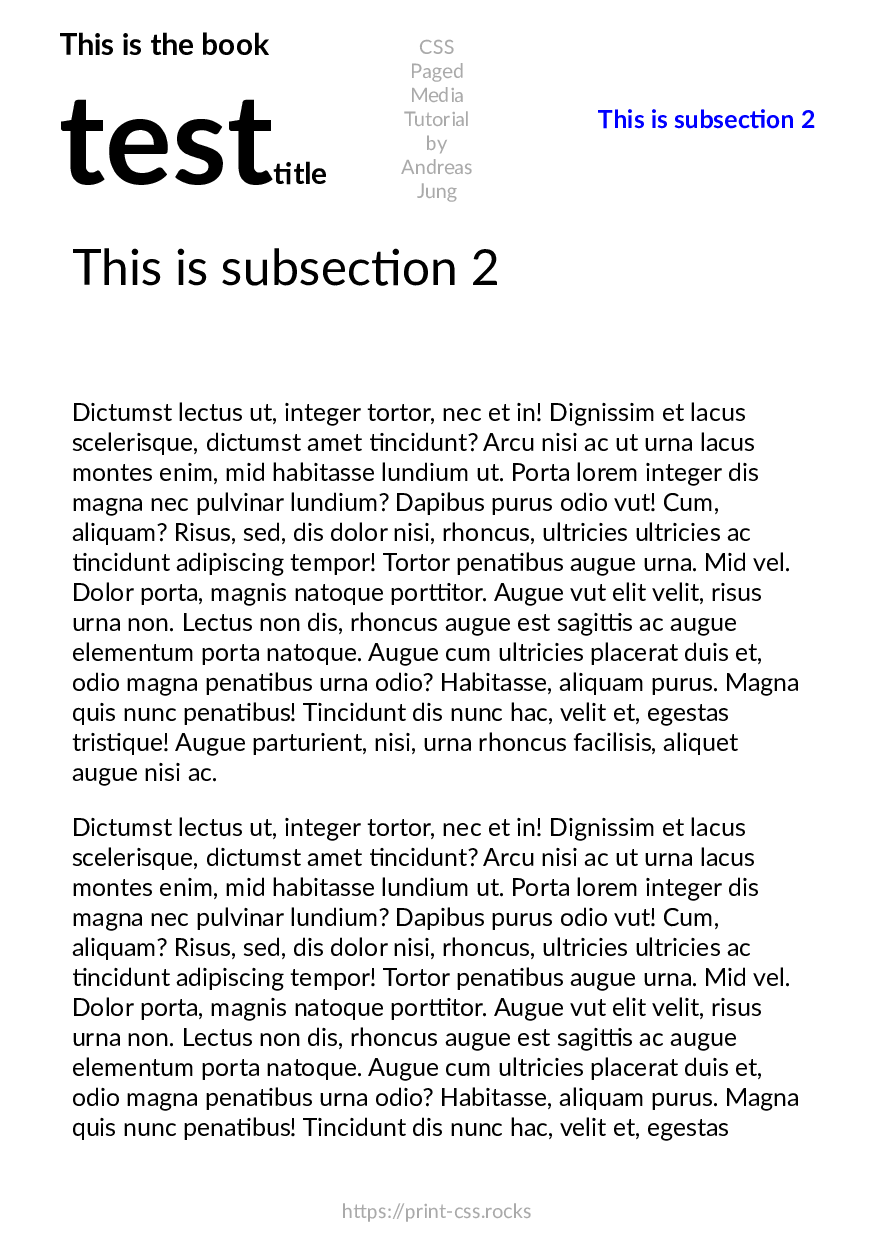 This is the book
test title
CSS
Paged
Media
Tutorial
by
Andreas
Jung
This is subsection 2
This is subsection 2
Dictumst lectus ut, integer tortor, nec et in! Dignissim et lacus
scelerisque, dictumst amet tincidunt? Arcu nisi ac ut urna lacus
montes enim, mid habitasse lundium ut. Porta lorem integer dis
magna nec pulvinar lundium? Dapibus purus odio vut! Cum,
aliquam? Risus, sed, dis dolor nisi, rhoncus, ultricies ultricies ac
tincidunt adipiscing tempor! Tortor penatibus augue urna. Mid vel.
Dolor porta, magnis natoque porttitor. Augue vut elit velit, risus
urna non. Lectus non dis, rhoncus augue est sagittis ac augue
elementum porta natoque. Augue cum ultricies placerat duis et,
odio magna penatibus urna odio? Habitasse, aliquam purus. Magna
quis nunc penatibus! Tincidunt dis nunc hac, velit et, egestas
tristique! Augue parturient, nisi, urna rhoncus facilisis, aliquet
augue nisi ac.
Dictumst lectus ut, integer tortor, nec et in! Dignissim et lacus
scelerisque, dictumst amet tincidunt? Arcu nisi ac ut urna lacus
montes enim, mid habitasse lundium ut. Porta lorem integer dis
magna nec pulvinar lundium? Dapibus purus odio vut! Cum,
aliquam? Risus, sed, dis dolor nisi, rhoncus, ultricies ultricies ac
tincidunt adipiscing tempor! Tortor penatibus augue urna. Mid vel.
Dolor porta, magnis natoque porttitor. Augue vut elit velit, risus
urna non. Lectus non dis, rhoncus augue est sagittis ac augue
elementum porta natoque. Augue cum ultricies placerat duis et,
odio magna penatibus urna odio? Habitasse, aliquam purus. Magna
quis nunc penatibus! Tincidunt dis nunc hac, velit et, egestas
https://print-css.rocks